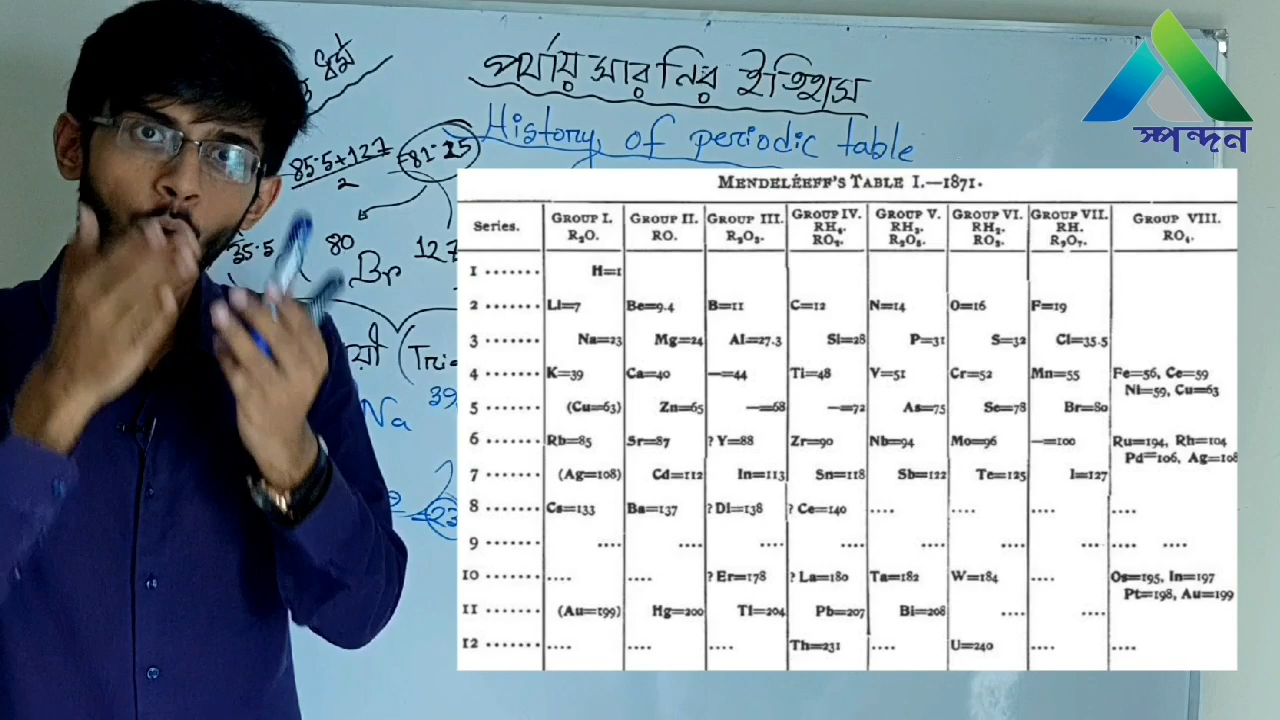 ধর্ম
পর্যায় সারনির ইতিহাস
স্পন্দন
History of periodic table
85.5+127
2
=81.25
35.5
80
Br
127
য়ী (Tri
Na
39
23
MENDELÉEFF'S TABLE I.—1871.
Series. GROUP I. R₂O. GROUP II. RO. GROUP III. R₂O₃. GROUP IV. RH₄. RO₂. GROUP V. RH₃. R₂O₅. GROUP VI. RH₂. RO₃. GROUP VII. RH. R₂O₇. GROUP VIII. RO₄.
1 ....... H=1
2 ....... Li=7 Be=9.4 B=11 C=12 N=14 O=16 F=19
3 ....... Na=23 Mg=24 Al=27.3 Si=28 P=31 S=32 Cl=35.5
4 ....... K=39 Ca=40 —=44 Ti=48 V=51 Cr=52 Mn=55 Fe=56, Ce=59
Ni=59, Cu=63
5 ....... (Cu=63) Zn=65 —=68 —=72 As=75 Se=78 Br=80
6 ....... Rb=85 Sr=87 ? Y=88 Zr=90 Nb=94 Mo=96 —=100 Ru=194, Rh=104
Pd=106, Ag=108
7 ....... (Ag=108) Cd=112 In=113 Sn=118 Sb=122 Te=125 I=127
8 ....... Cs=133 Ba=137 ? Di=138 ? Ce=140 .... .... .... ....
9 ....... .... .... .... .... .... .... .... .... ....
10 ....... .... .... ? Er=178 ? La=180 Ta=182 W=184 .... Os=195, In=197
Pt=198, Au=199
11 ....... (Au=199) Hg=200 Tl=204 Pb=207 Bi=208 .... ....
12 ....... .... .... .... Th=231 .... U=240 .... ....